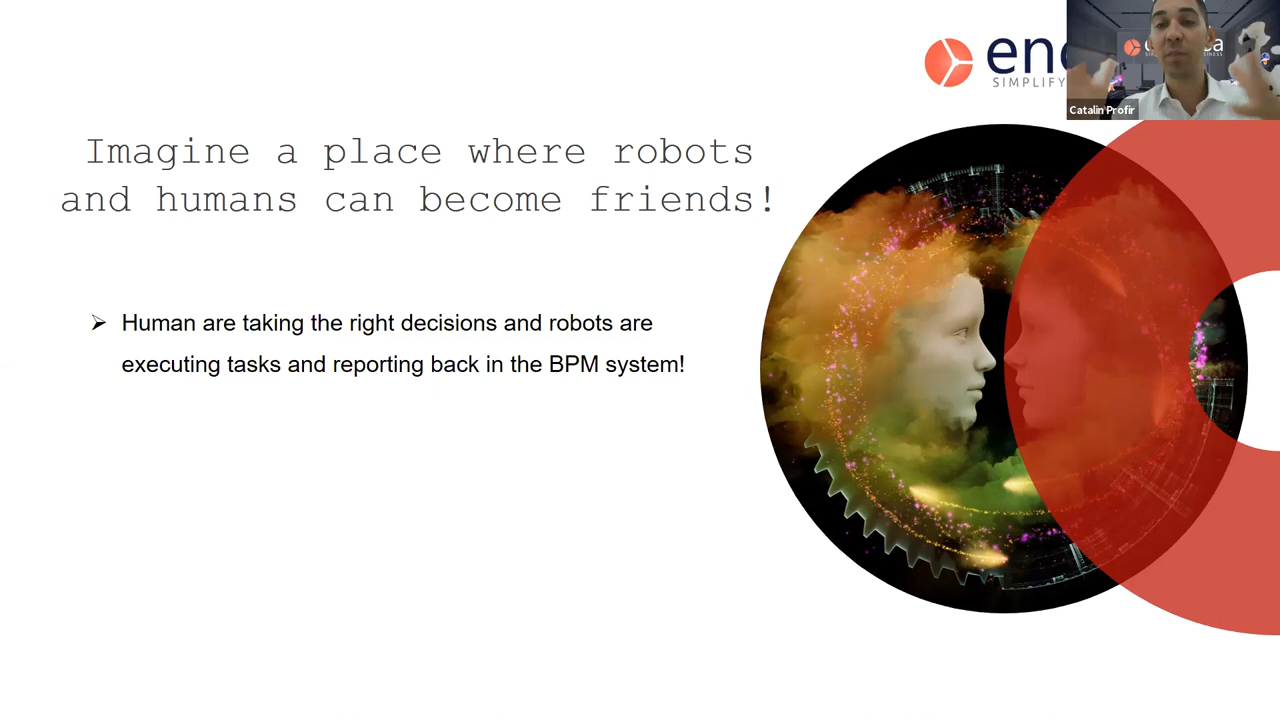 SIMPLIFY
Catalin Profir
Imagine a place where robots
and humans can become friends!
➢ Human are taking the right decisions and robots are
executing tasks and reporting back in the BPM system!